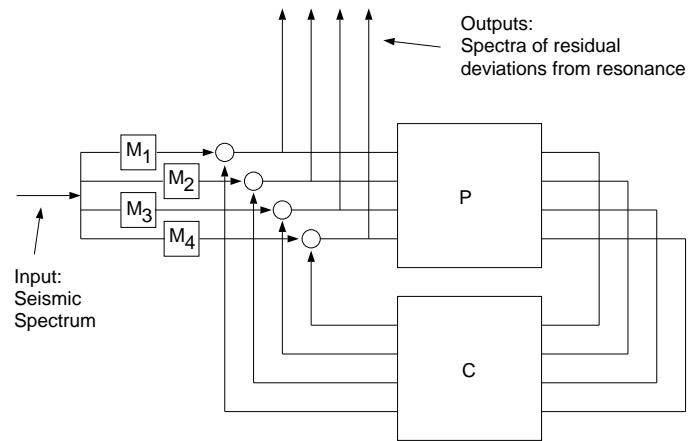 Outputs:
Spectra of residual
deviations from resonance
M1
M2
M3
M4
P
Input:
Seismic
Spectrum
C